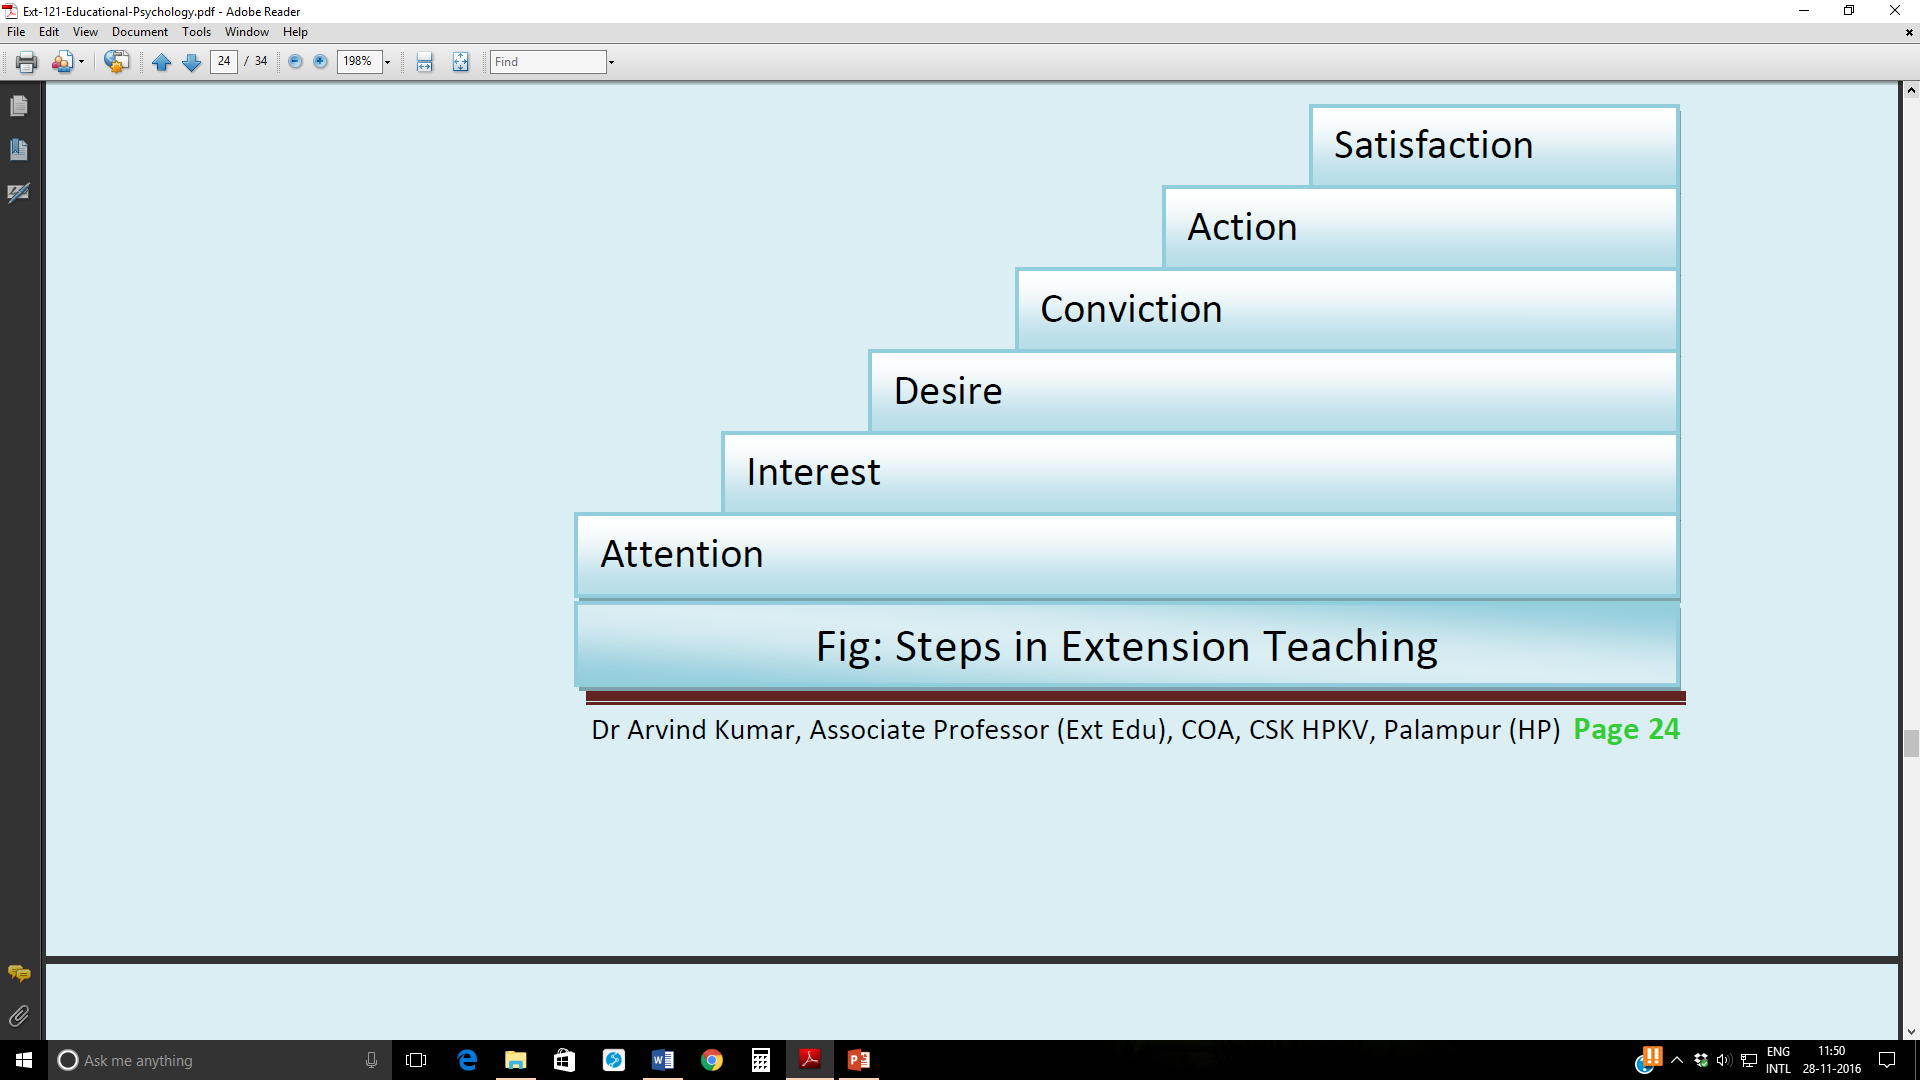 Ext-121-Educational-Psychology.pdf - Adobe Reader
File Edit View Document Tools Window Help
24 / 34 198% Find
Satisfaction
Action
Conviction
Desire
Interest
Attention
Fig: Steps in Extension Teaching
Dr Arvind Kumar, Associate Professor (Ext Edu), COA, CSK HPKV, Palampur (HP) Page 24
Ask me anything
ENG 11:50
INTL 28-11-2016